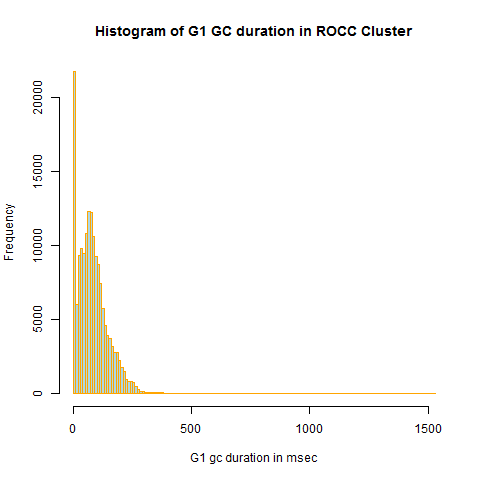 Histogram of G1 GC duration in ROCC Cluster
Frequency
20000
15000
10000
5000
0
0 500 1000 1500
G1 gc duration in msec